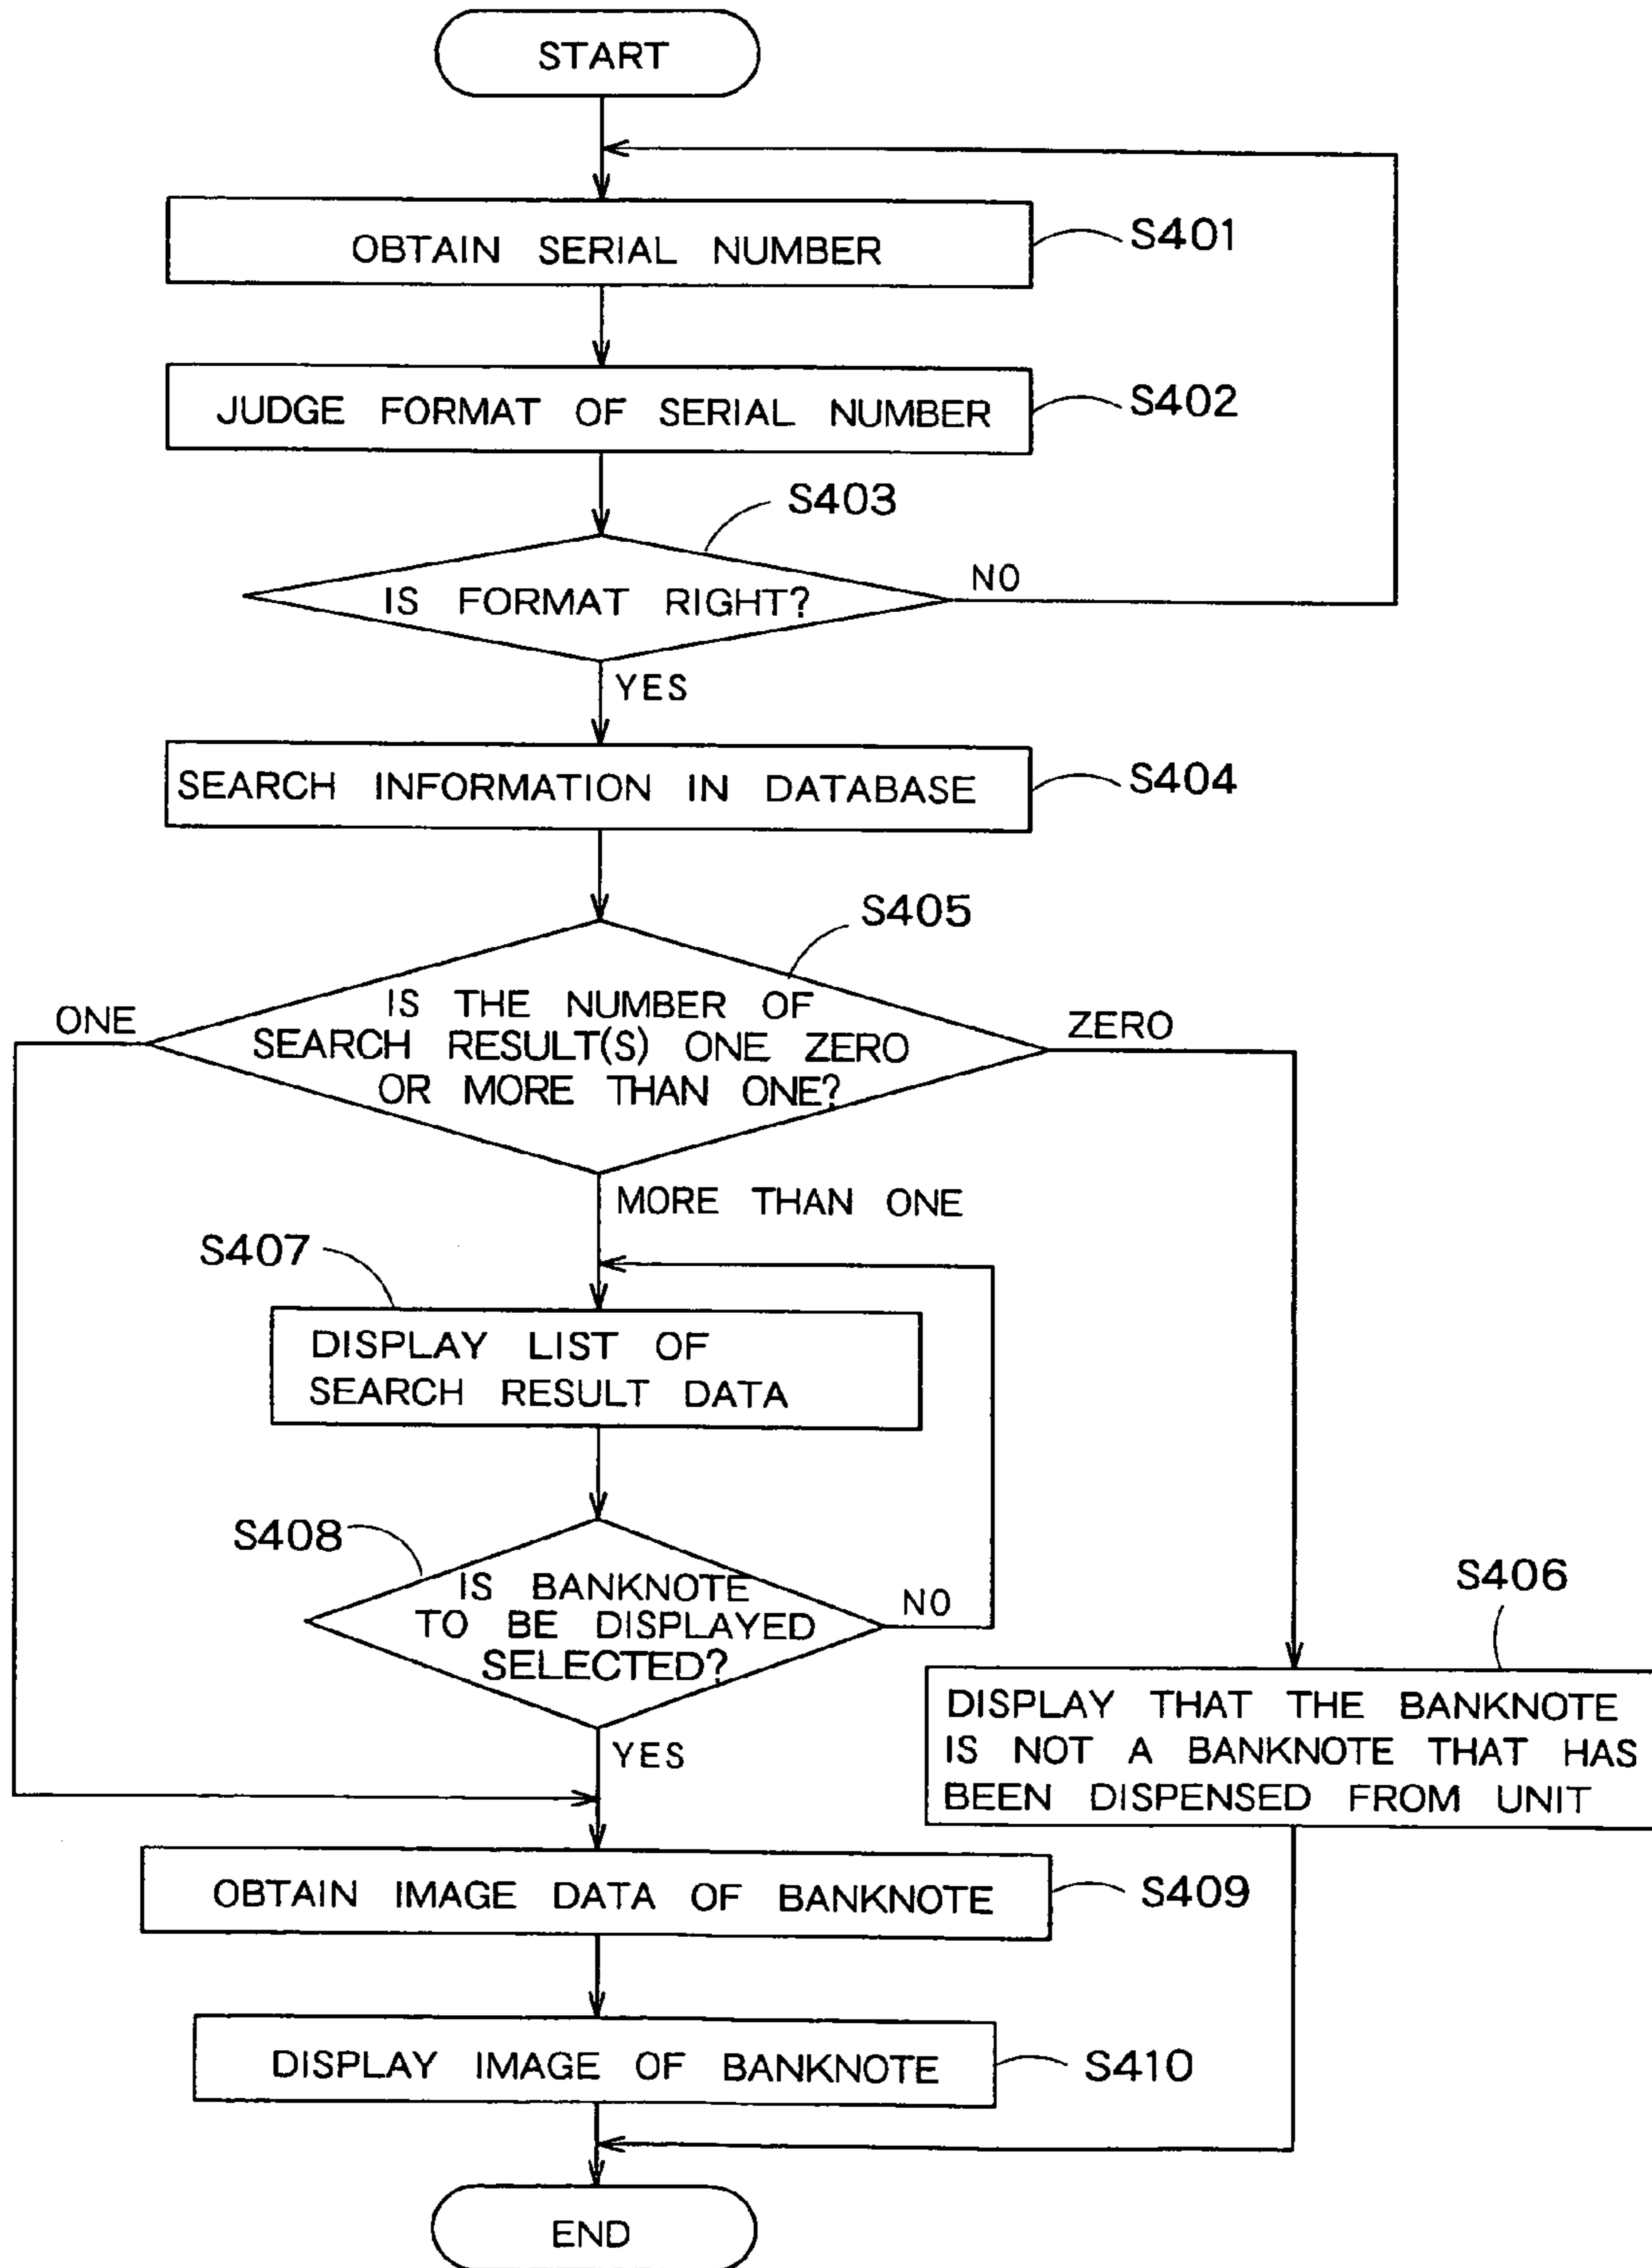 START
OBTAIN SERIAL NUMBER
S401
JUDGE FORMAT OF SERIAL NUMBER
S402
S403
IS FORMAT RIGHT?
NO
YES
SEARCH INFORMATION IN DATABASE
S404
S405
ONE
IS THE NUMBER OF
SEARCH RESULT(S) ONE ZERO
OR MORE THAN ONE?
ZERO
MORE THAN ONE
S407
DISPLAY LIST OF
SEARCH RESULT DATA
S408
IS BANKNOTE
TO BE DISPLAYED
SELECTED?
NO
YES
S406
DISPLAY THAT THE BANKNOTE
IS NOT A BANKNOTE THAT HAS
BEEN DISPENSED FROM UNIT
OBTAIN IMAGE DATA OF BANKNOTE
S409
DISPLAY IMAGE OF BANKNOTE
S410
END